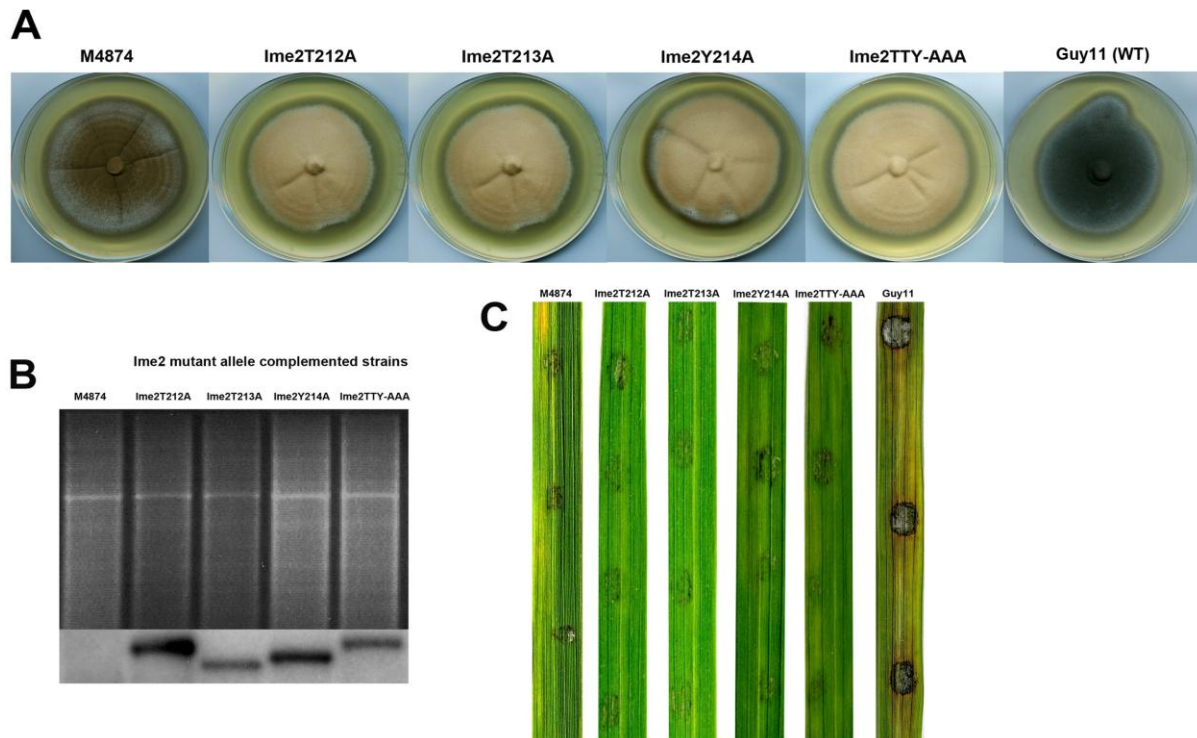 A
M4874 Ime2T212A Ime2T213A Ime2Y214A Ime2TTY-AAA Guy11 (WT)
B
Ime2 mutant allele complemented strains
M4874 Ime2T212A Ime2T213A Ime2Y214A Ime2TTY-AAA
C
M4874 Ime2T212A Ime2T213A Ime2Y214A Ime2TTY-AAA Guy11